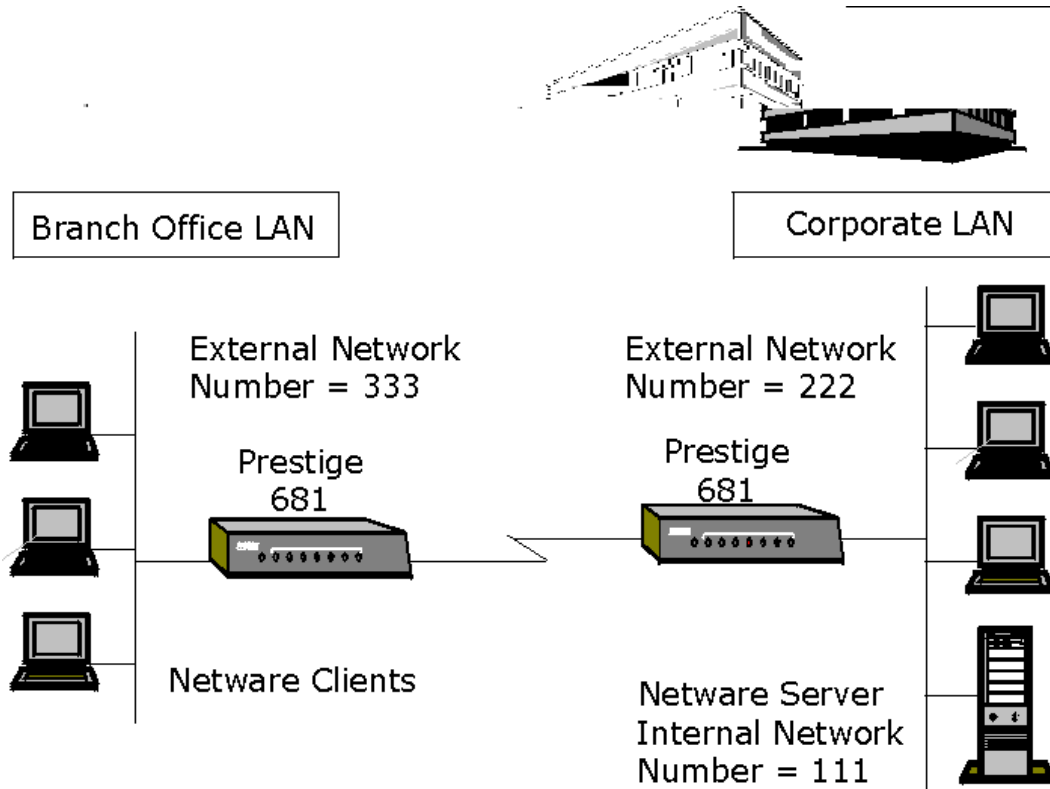 Branch Office LAN
Corporate LAN
External Network
Number = 333
External Network
Number = 222
Prestige
681
Prestige
681
Netware Clients
Netware Server
Internal Network
Number = 111